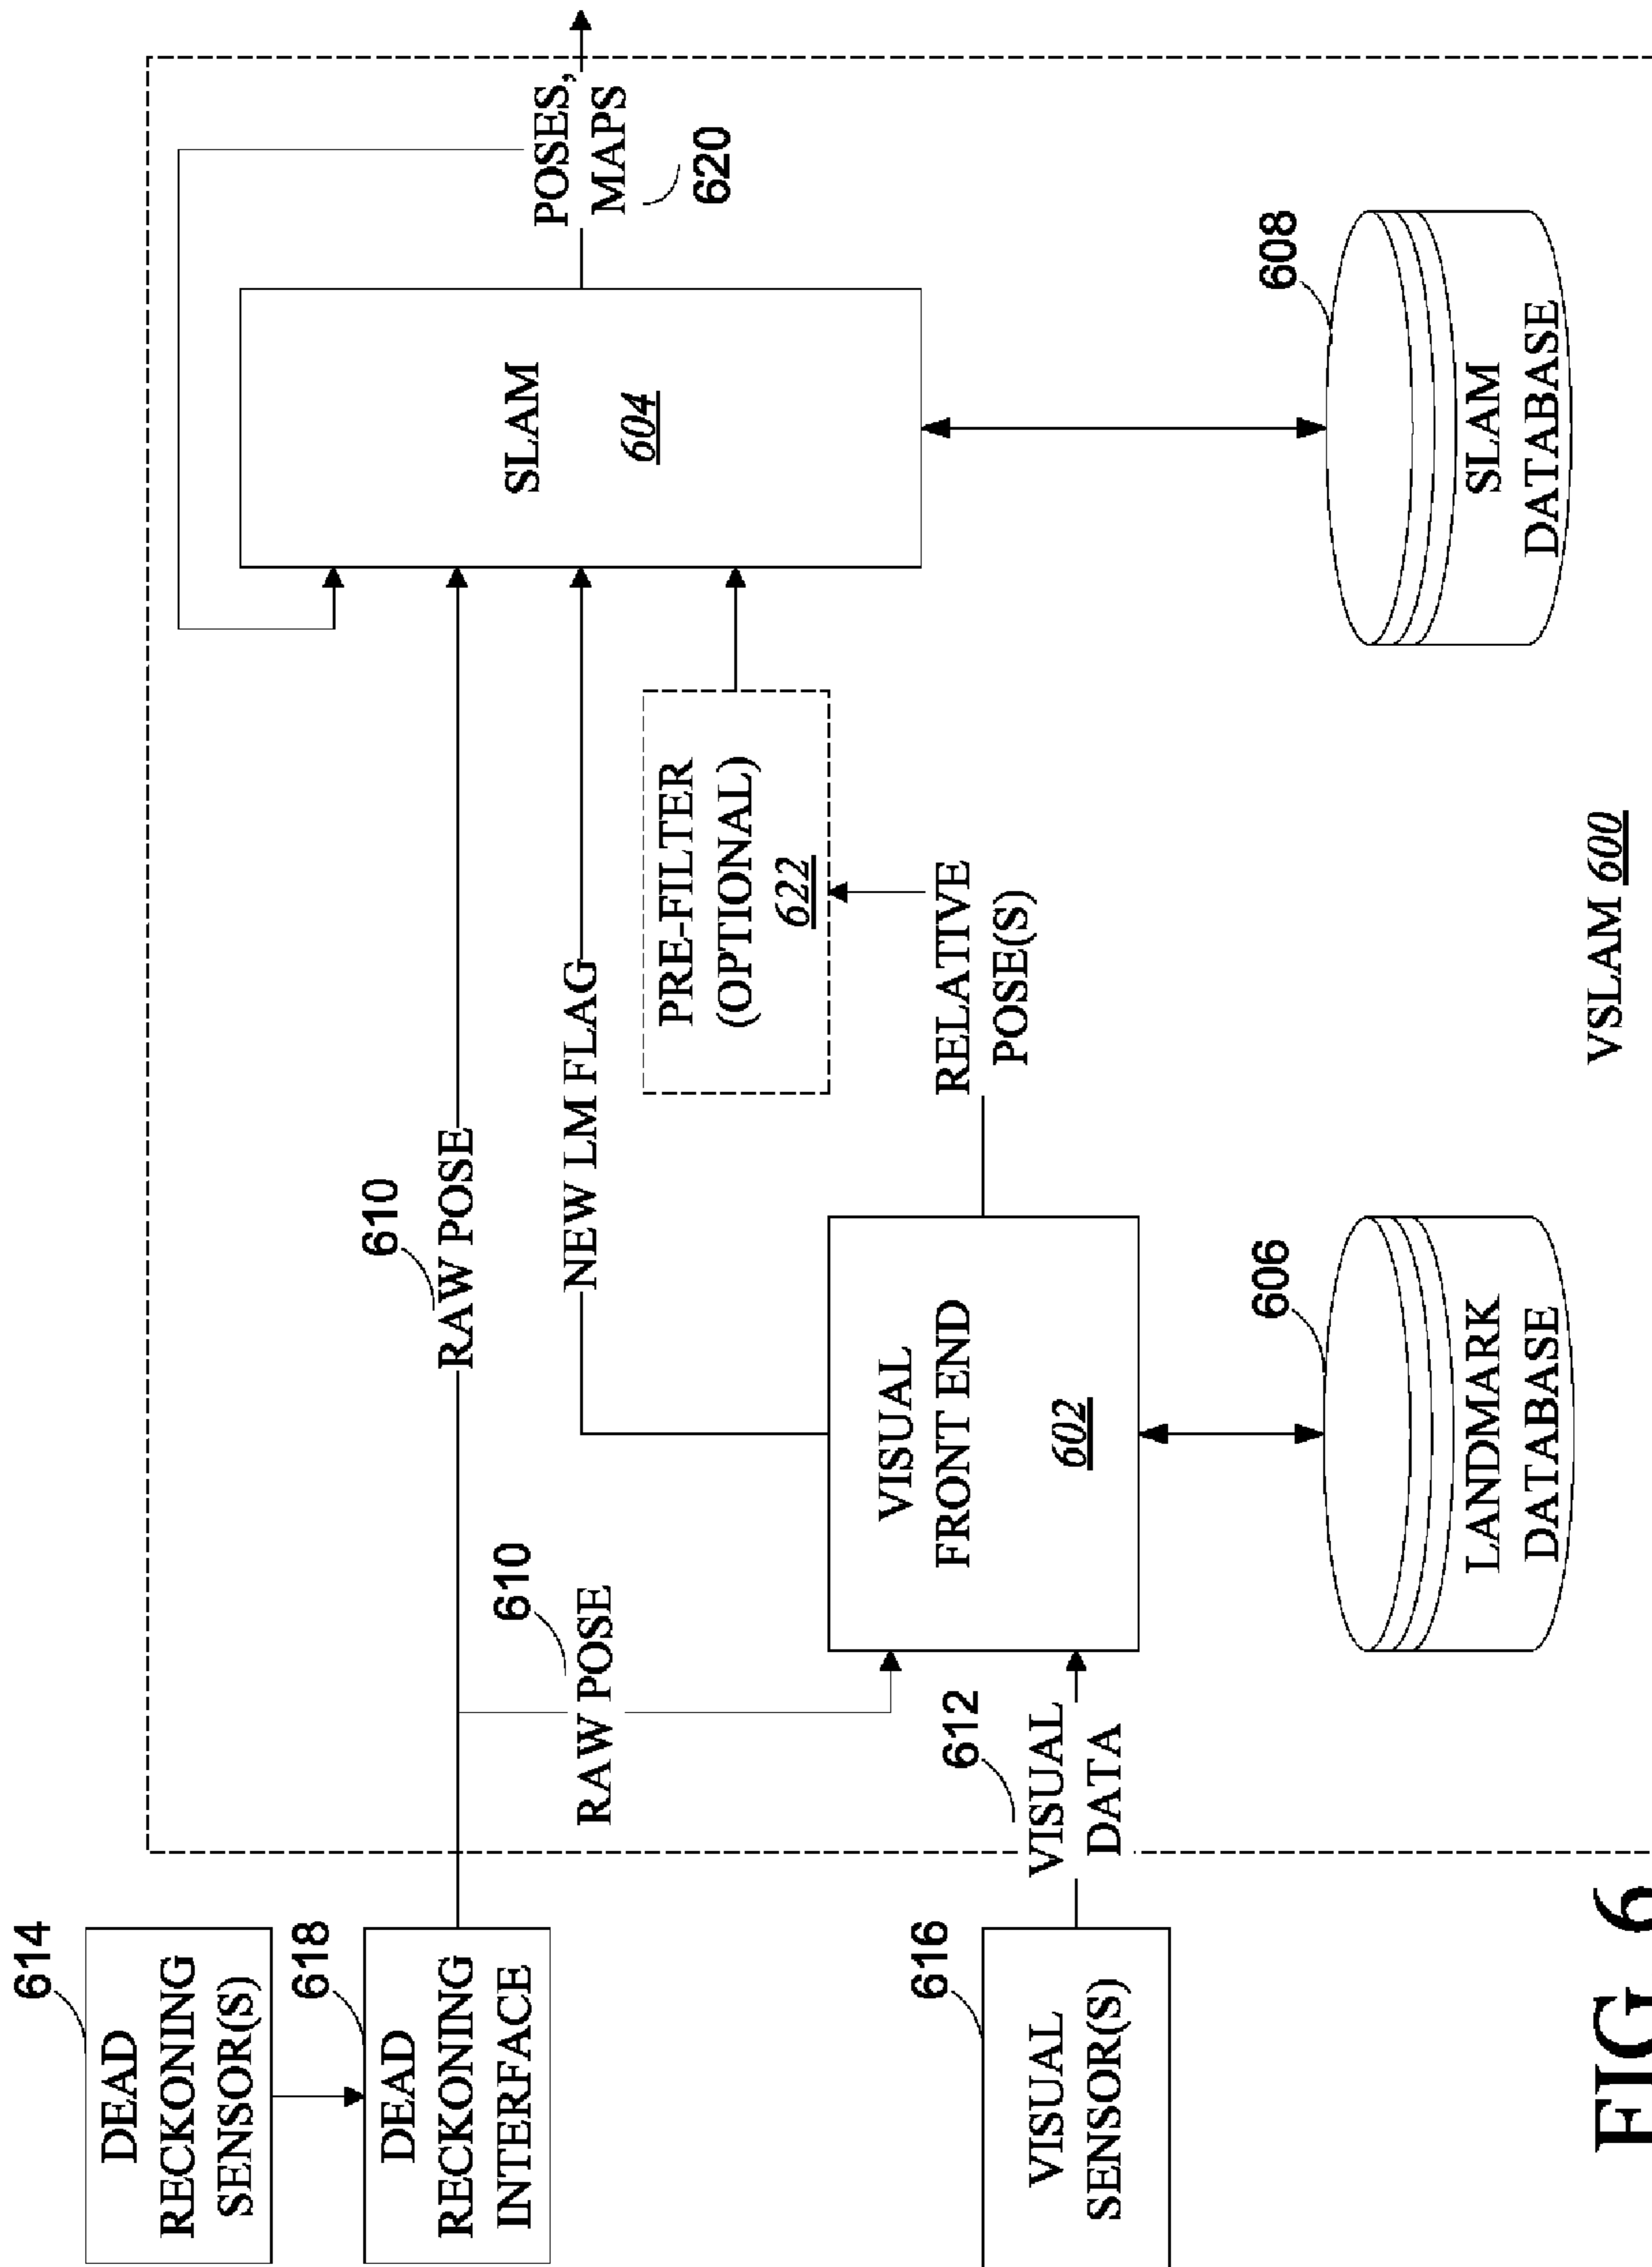 614
DEAD
RECKONING
SENSOR(S)
618
DEAD
RECKONING
INTERFACE
616
VISUAL
SENSOR(S)
610
RAW POSE
610
RAW POSE
612
VISUAL
DATA
NEW LM FLAG
VISUAL
FRONT END
602
RELATIVE
POSE(S)
PRE-FILTER
(OPTIONAL)
622
SLAM
604
POSES,
MAPS
620
606
LANDMARK
DATABASE
608
SLAM
DATABASE
VSLAM 600
FIG 6